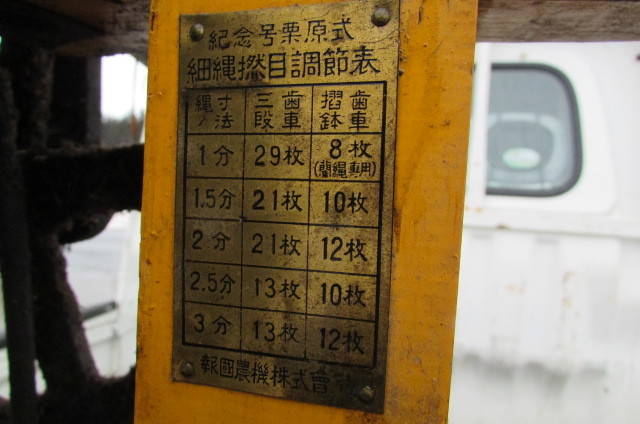 紀念号栗原式
細縄撚目調節表
縄ノ寸法 三段歯車 摺鉢歯車
1分 29枚 8枚
(藺縄専用)
1.5分 21枚 10枚
2分 21枚 12枚
2.5分 13枚 10枚
3分 13枚 12枚
報國農機株式會社